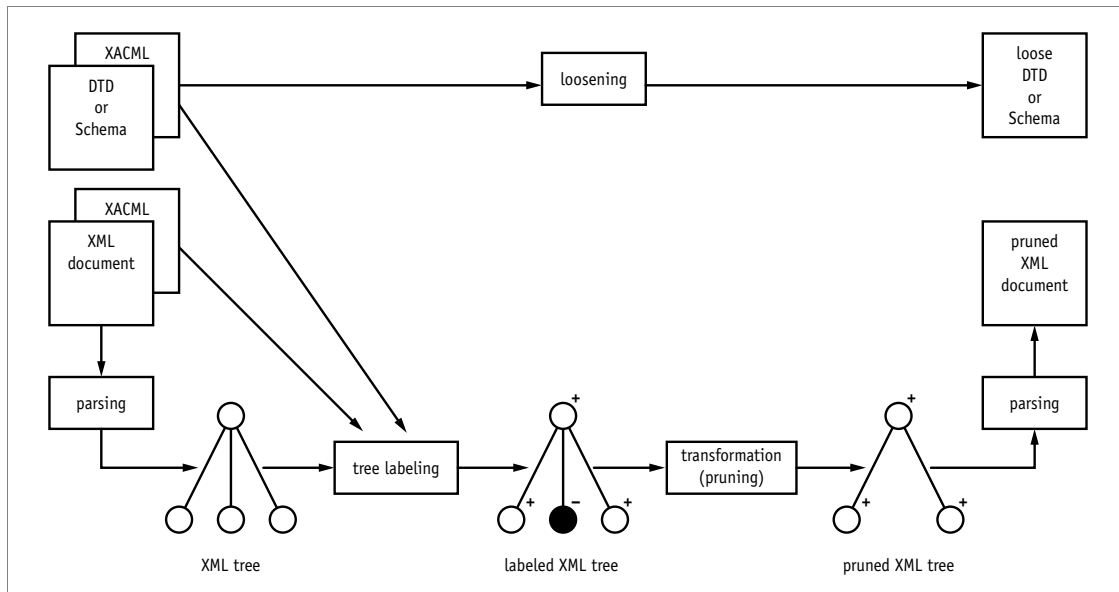 XACML
DTD
or
Schema
loosening
loose
DTD
or
Schema
XACML
XML
document
pruned
XML
document
parsing
tree labeling
transformation
(pruning)
parsing
+
+
-
+
+
+
+
XML tree
labeled XML tree
pruned XML tree